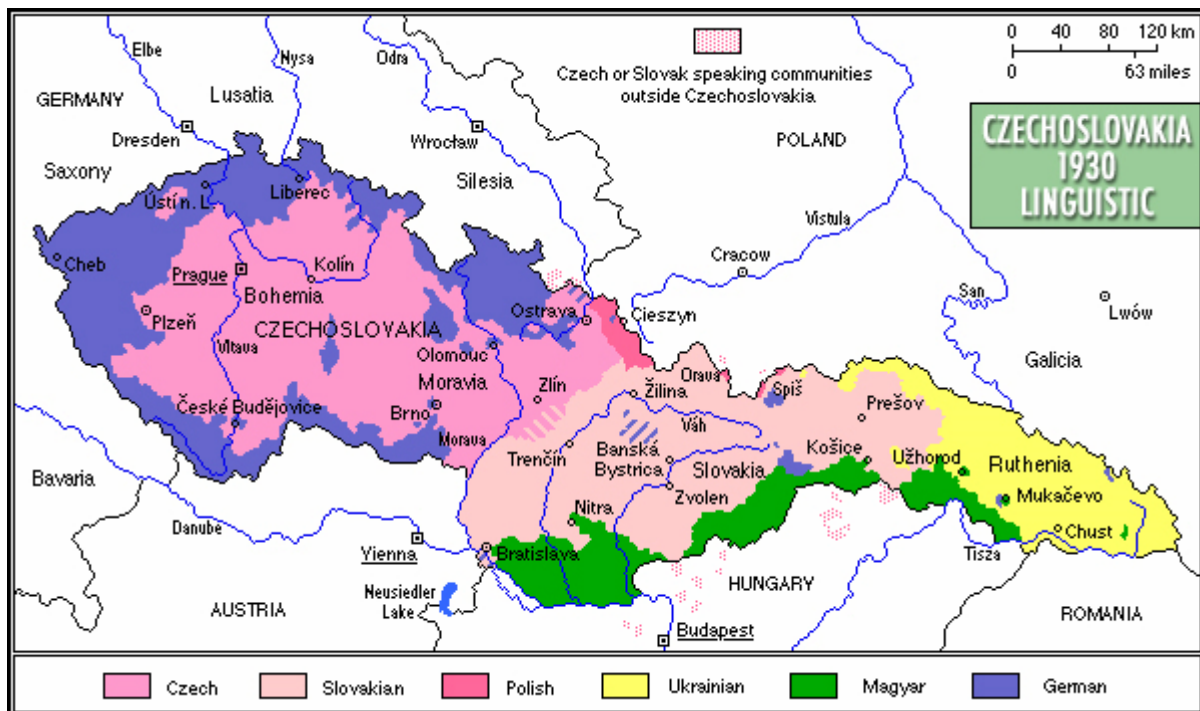 Elbe
Nysa
Odra
Czech or Slovak speaking communities
outside Czechoslovakia
0 40 80 120 km
0 63 miles
GERMANY
Lusatia
Dresden
Wrocław
POLAND
CZECHOSLOVAKIA
1930
LINGUISTIC
Saxony
Silesia
Ústí n. L.
Liberec
Vistula
Cheb
Prague
Kolín
Cracow
Bohemia
San
Lwów
Plzeň
CZECHOSLOVAKIA
Ostrava
Cieszyn
Vltava
Olomouc
Galicia
Moravia
Zlín
Žilina
Orava
Spiš
České Budějovice
Brno
Prešov
Váh
Morava
Trenčín
Banská
Bystrica
Slovakia
Košice
Užhorod
Ruthenia
Bavaria
Zvolen
Mukačevo
Nitra
Danube
Chust
Vienna
Bratislava
Tisza
Neusiedler
Lake
HUNGARY
AUSTRIA
ROMANIA
Budapest
Czech
Slovakian
Polish
Ukrainian
Magyar
German